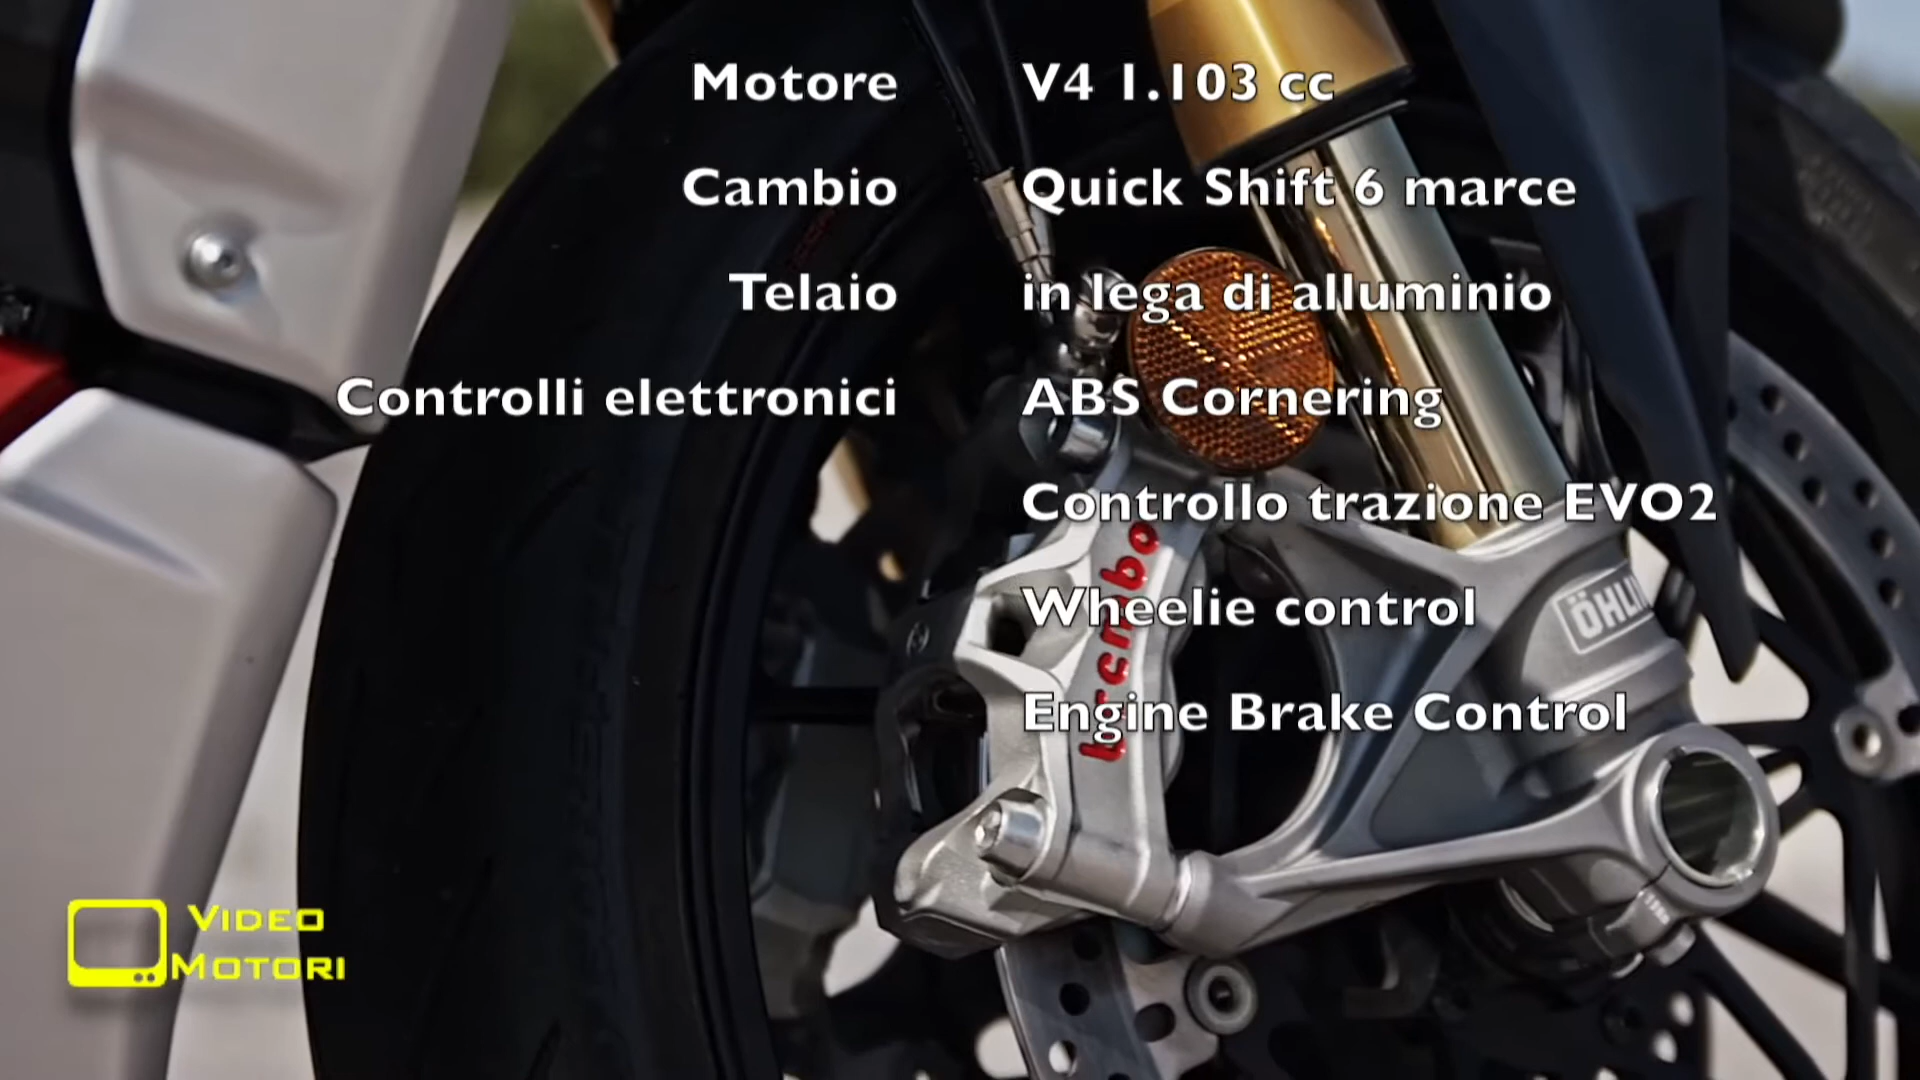 Motore V4 1.103 cc
Cambio Quick Shift 6 marce
Telaio in lega di alluminio
Controlli elettronici ABS Cornering
Controllo trazione EVO2
Wheelie control
Engine Brake Control
brembo
ÖHLIN
VIDEO
MOTORI